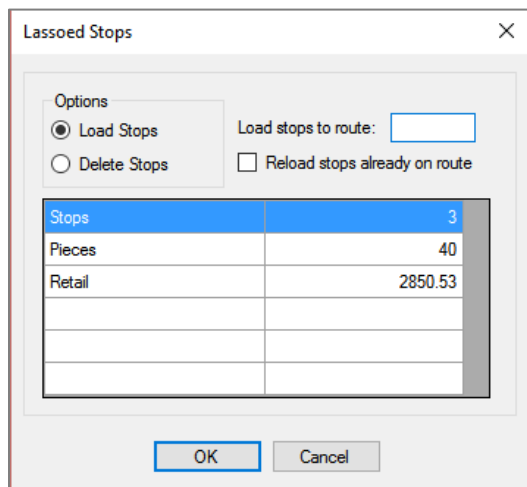 Lassoed Stops
Options
Load Stops
Delete Stops
Load stops to route:
Reload stops already on route
Stops 3
Pieces 40
Retail 2850.53
OK Cancel